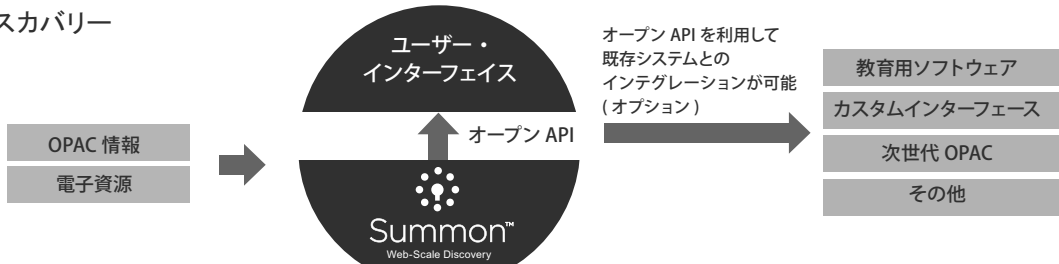 スカバリー
OPAC 情報
電子資源
ユーザー・
インターフェイス
オープン API
Summon™
Web-Scale Discovery
オープン API を利用して
既存システムとの
インテグレーションが可能
( オプション )
教育用ソフトウェア
カスタムインターフェース
次世代 OPAC
その他